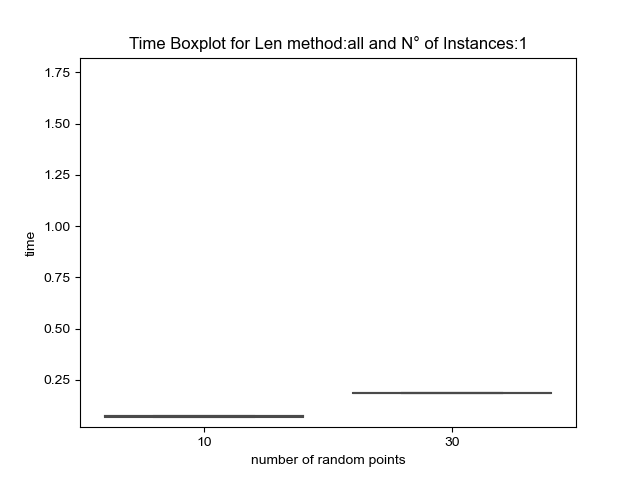 Time Boxplot for Len method:all and N° of Instances:1
1.75
1.50
1.25
1.00
0.75
0.50
0.25
time
10 30
number of random points